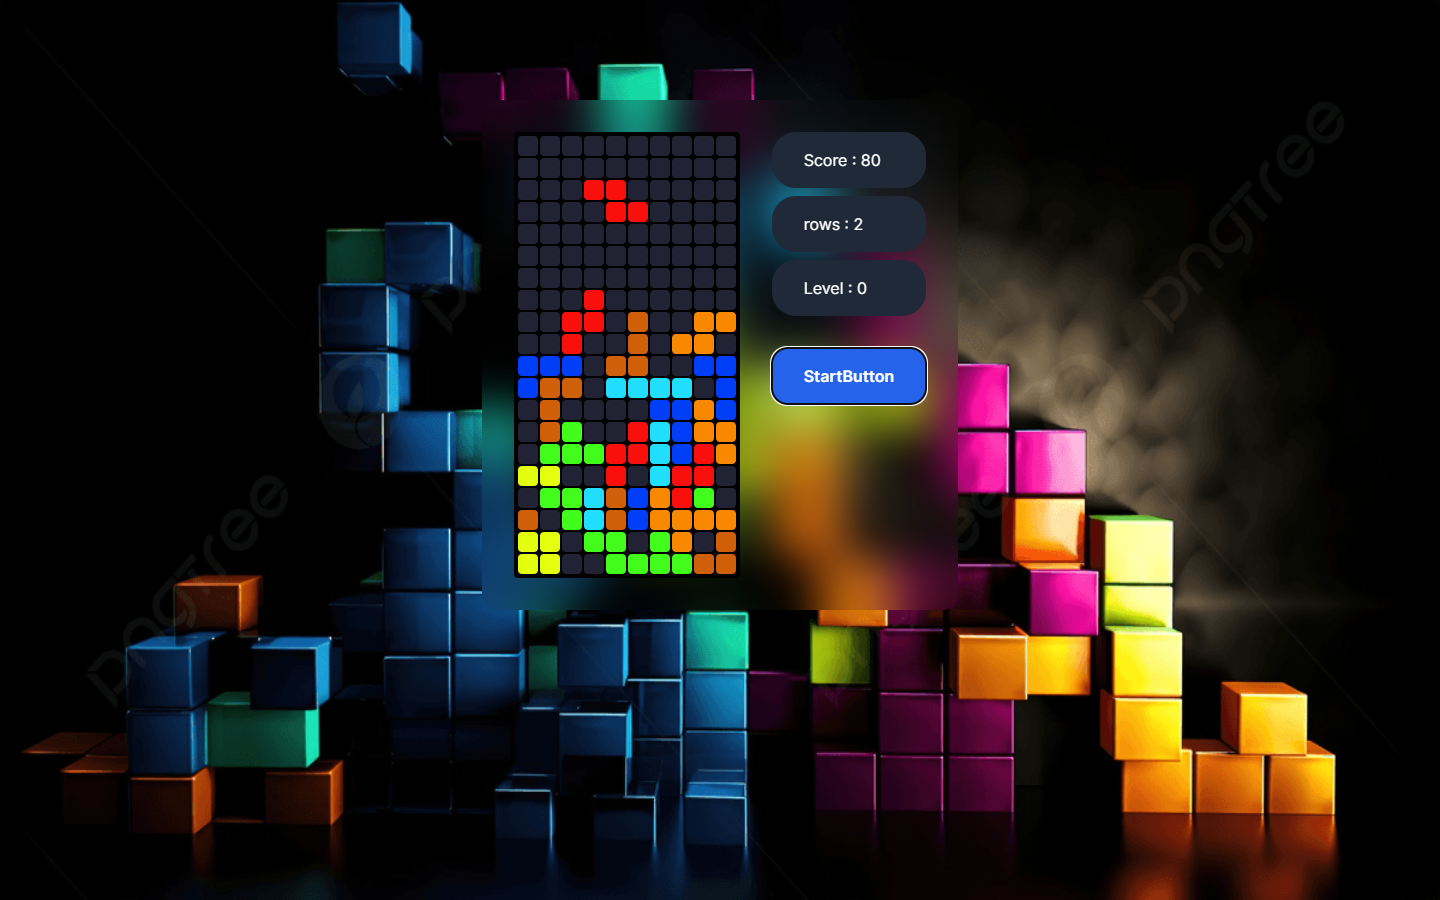 Score : 80
rows : 2
Level : 0
StartButton
pngtree
pngtree